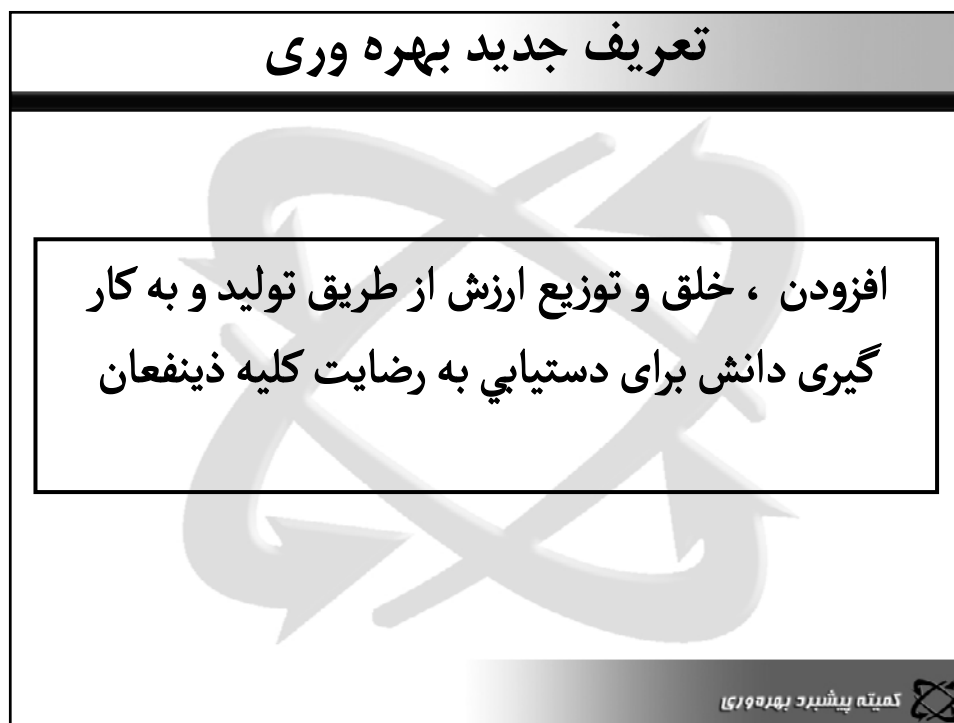 تعریف جدید بهره وری
افزودن ، خلق و توزیع ارزش از طریق تولید و به کار
گیری دانش برای دستیابي به رضایت کلیه ذینفعان
کمیته پیشبرد بهره‌وری